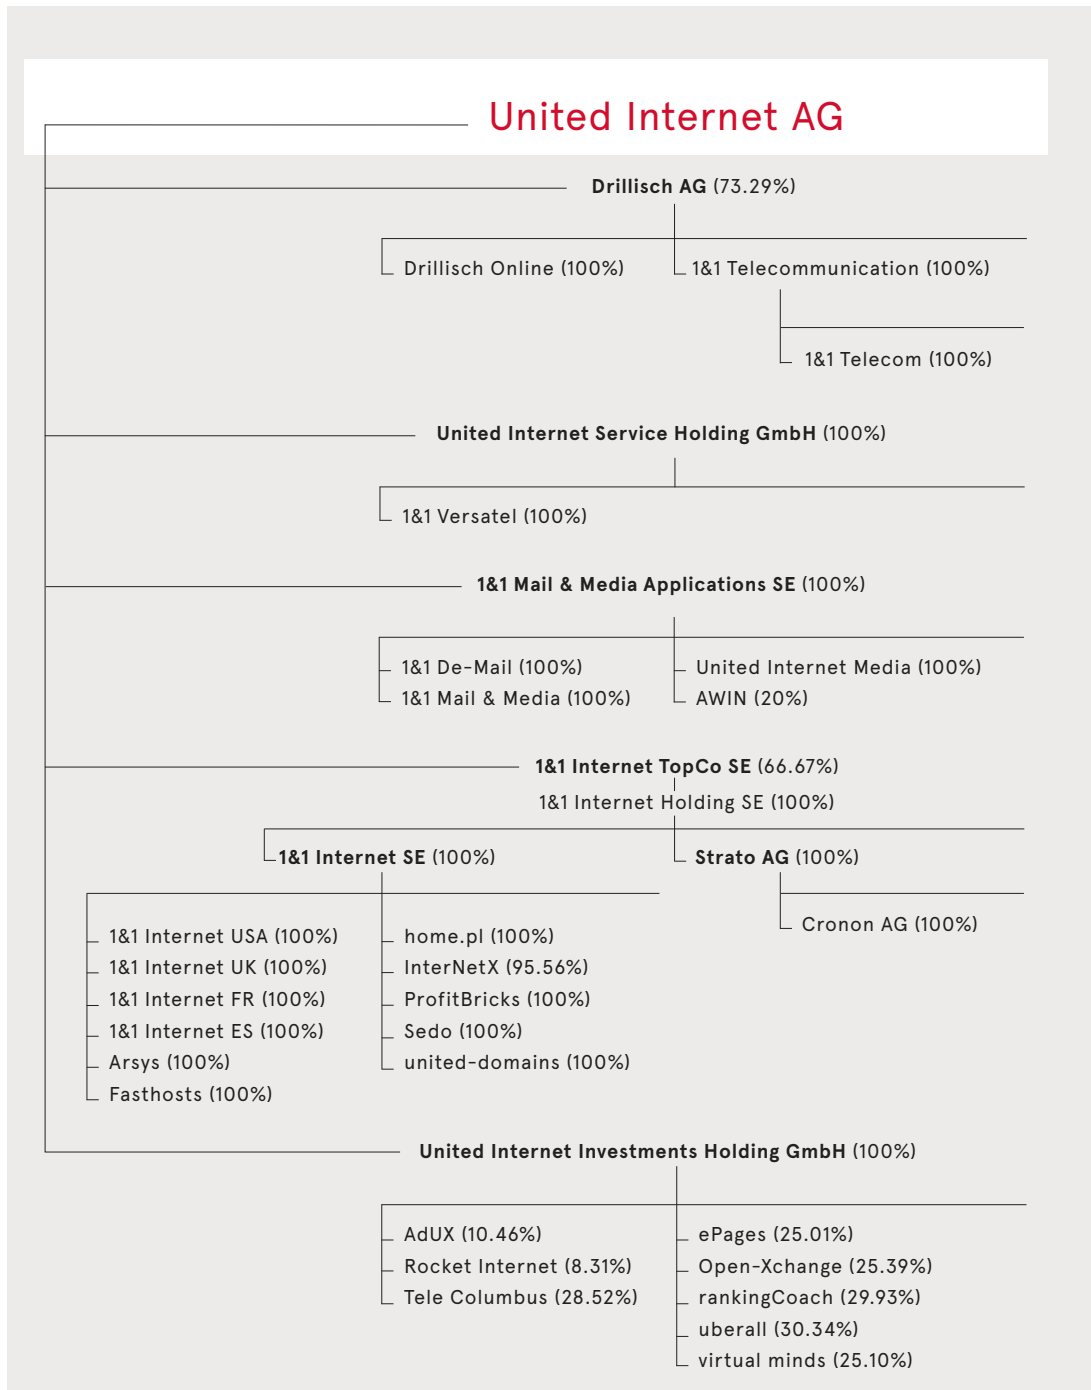 United Internet AG
Drillisch AG (73.29%)
Drillisch Online (100%)
1&1 Telecommunication (100%)
1&1 Telecom (100%)
United Internet Service Holding GmbH (100%)
1&1 Versatel (100%)
1&1 Mail & Media Applications SE (100%)
1&1 De-Mail (100%)
1&1 Mail & Media (100%)
United Internet Media (100%)
AWIN (20%)
1&1 Internet TopCo SE (66.67%)
1&1 Internet Holding SE (100%)
1&1 Internet SE (100%)
1&1 Internet USA (100%)
1&1 Internet UK (100%)
1&1 Internet FR (100%)
1&1 Internet ES (100%)
Arsys (100%)
Fasthosts (100%)
home.pl (100%)
InterNetX (95.56%)
ProfitBricks (100%)
Sedo (100%)
united-domains (100%)
Strato AG (100%)
Cronon AG (100%)
United Internet Investments Holding GmbH (100%)
AdUX (10.46%)
Rocket Internet (8.31%)
Tele Columbus (28.52%)
ePages (25.01%)
Open-Xchange (25.39%)
rankingCoach (29.93%)
uberall (30.34%)
virtual minds (25.10%)